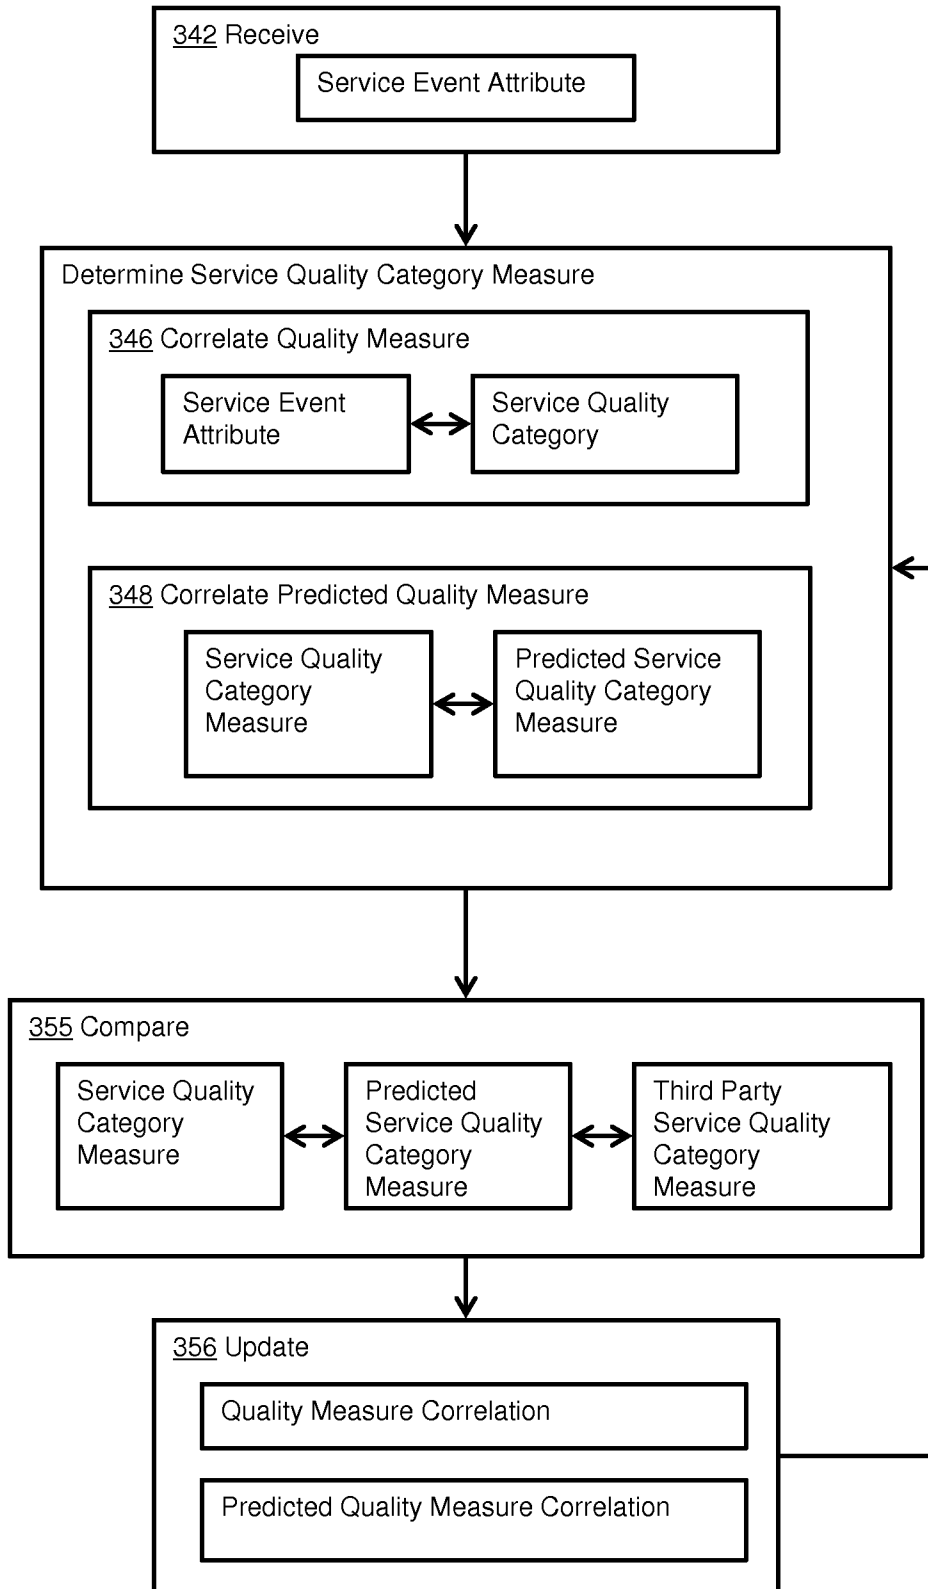 342 Receive
Service Event Attribute
Determine Service Quality Category Measure
346 Correlate Quality Measure
Service Event
Attribute
Service Quality
Category
348 Correlate Predicted Quality Measure
Service Quality
Category
Measure
Predicted Service
Quality Category
Measure
355 Compare
Service Quality
Category
Measure
Predicted
Service Quality
Category
Measure
Third Party
Service Quality
Category
Measure
356 Update
Quality Measure Correlation
Predicted Quality Measure Correlation